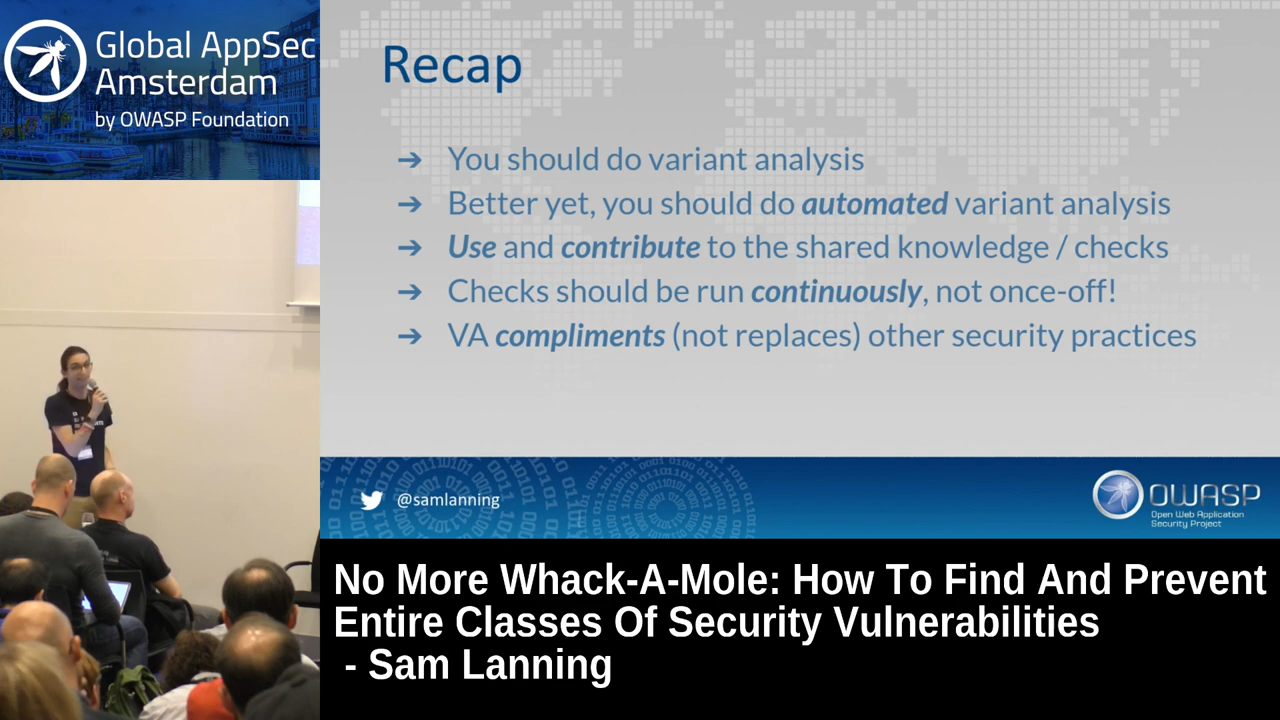 Global AppSec
Amsterdam
by OWASP Foundation
Recap
➔ You should do variant analysis
➔ Better yet, you should do automated variant analysis
➔ Use and contribute to the shared knowledge / checks
➔ Checks should be run continuously, not once-off!
➔ VA compliments (not replaces) other security practices
@samlanning
OWASP
Open Web Application
Security Project
No More Whack-A-Mole: How To Find And Prevent
Entire Classes Of Security Vulnerabilities
- Sam Lanning